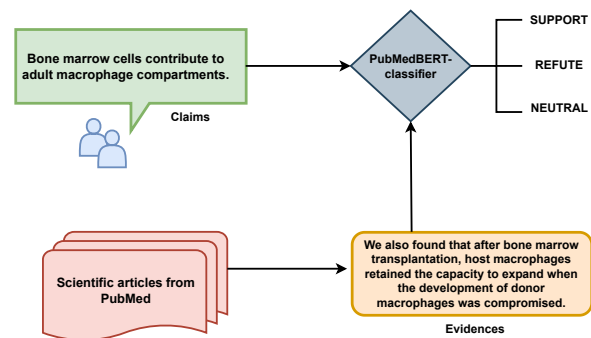 Bone marrow cells contribute to
adult macrophage compartments.
Claims
PubMedBERT-
classifier
SUPPORT
REFUTE
NEUTRAL
Scientific articles from
PubMed
We also found that after bone marrow
transplantation, host macrophages
retained the capacity to expand when
the development of donor
macrophages was compromised.
Evidences